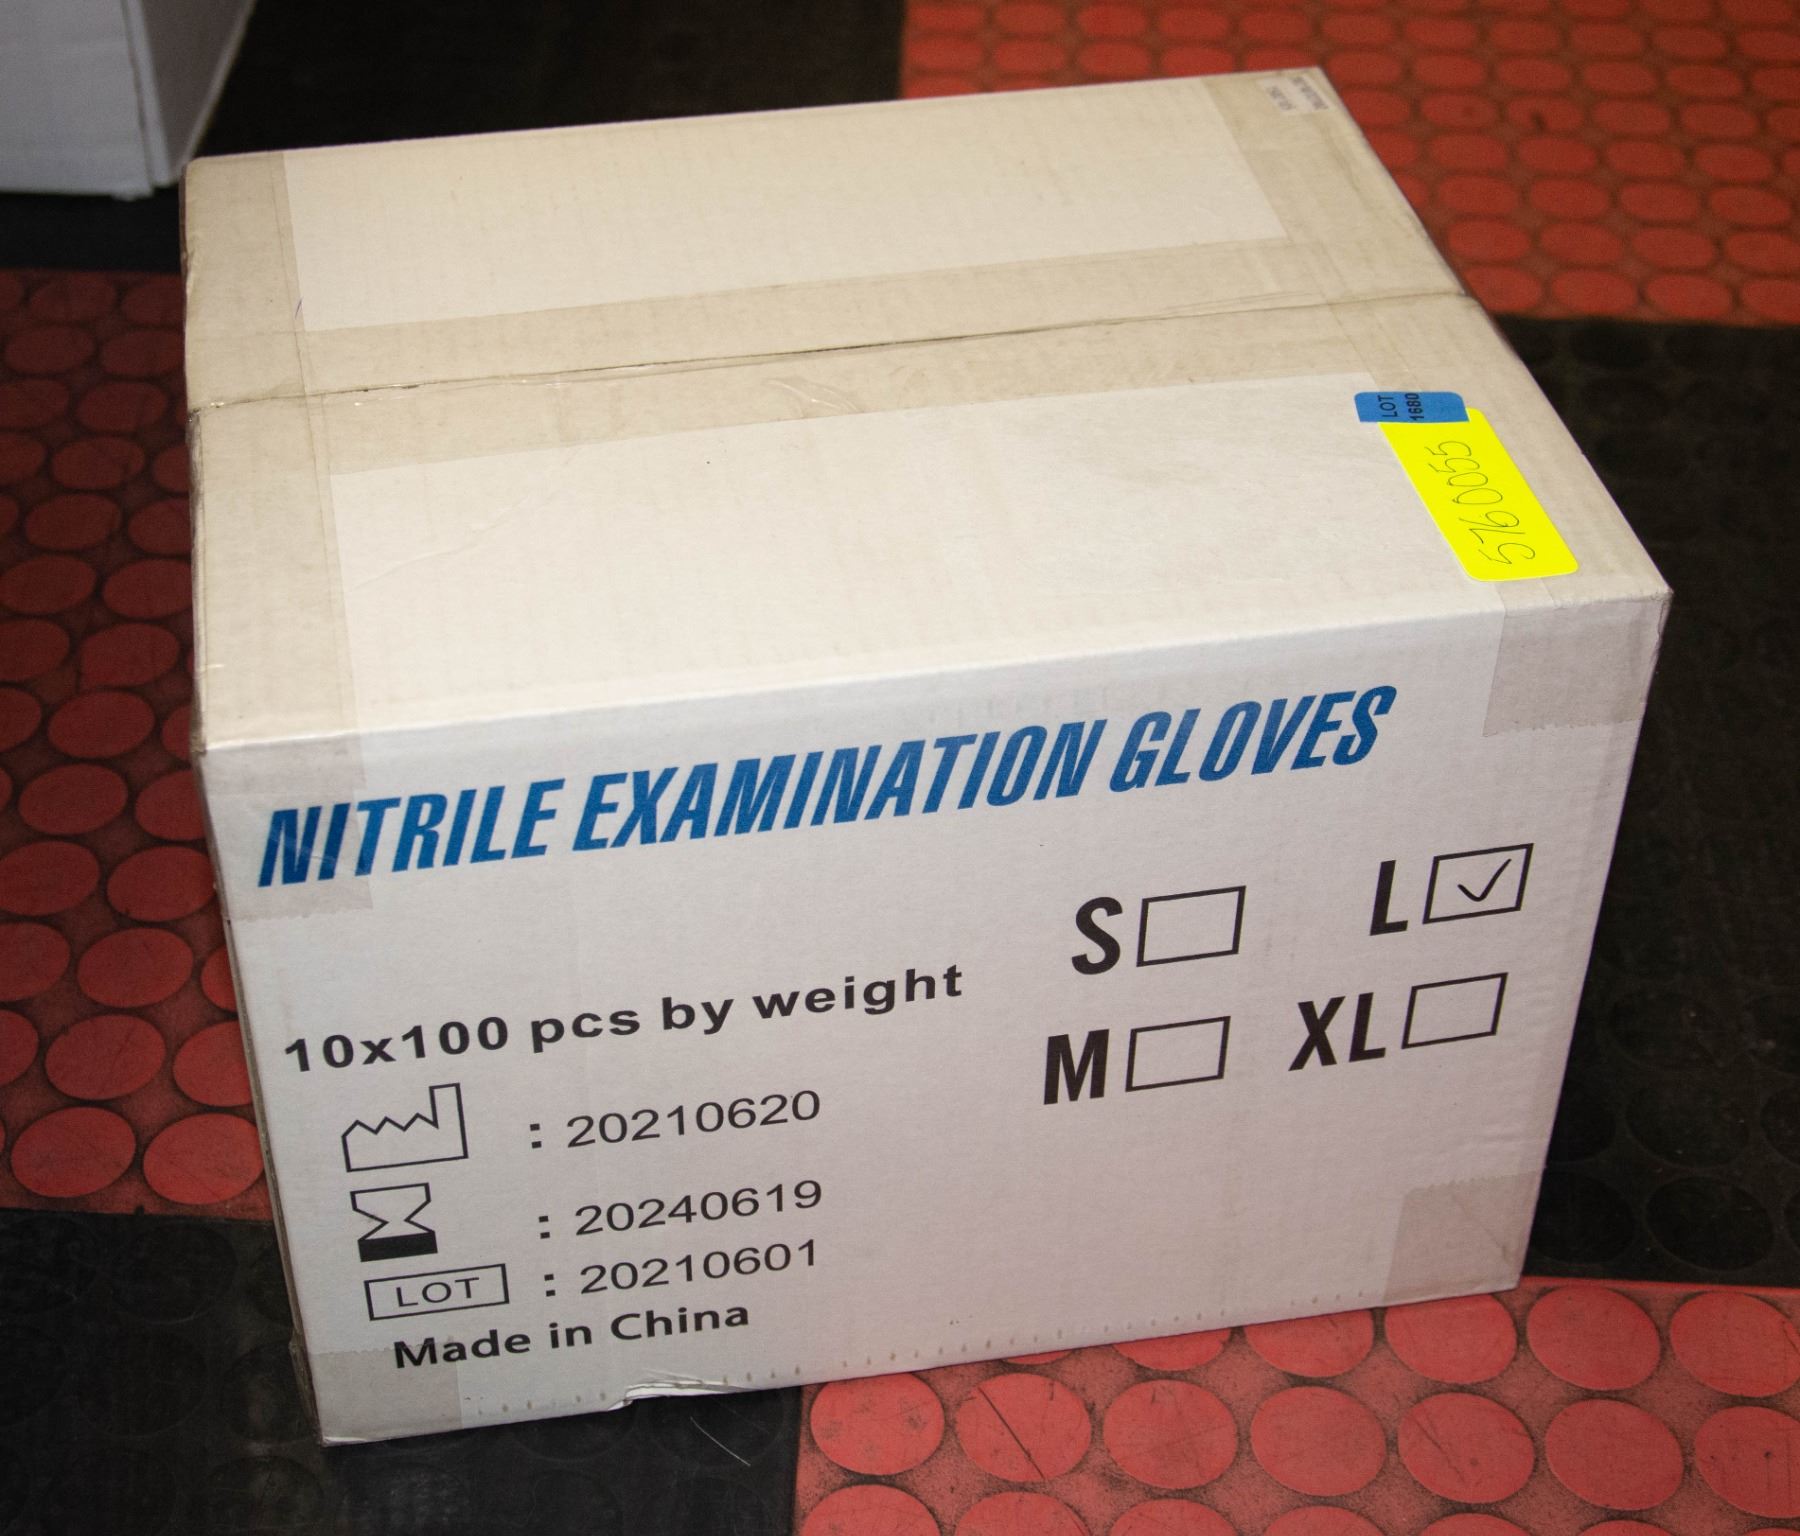 LOT
1680
5760055
NITRILE EXAMINATION GLOVES
S
L ✓
10x100 pcs by weight
M
XL
: 20210620
: 20240619
LOT : 20210601
Made in China